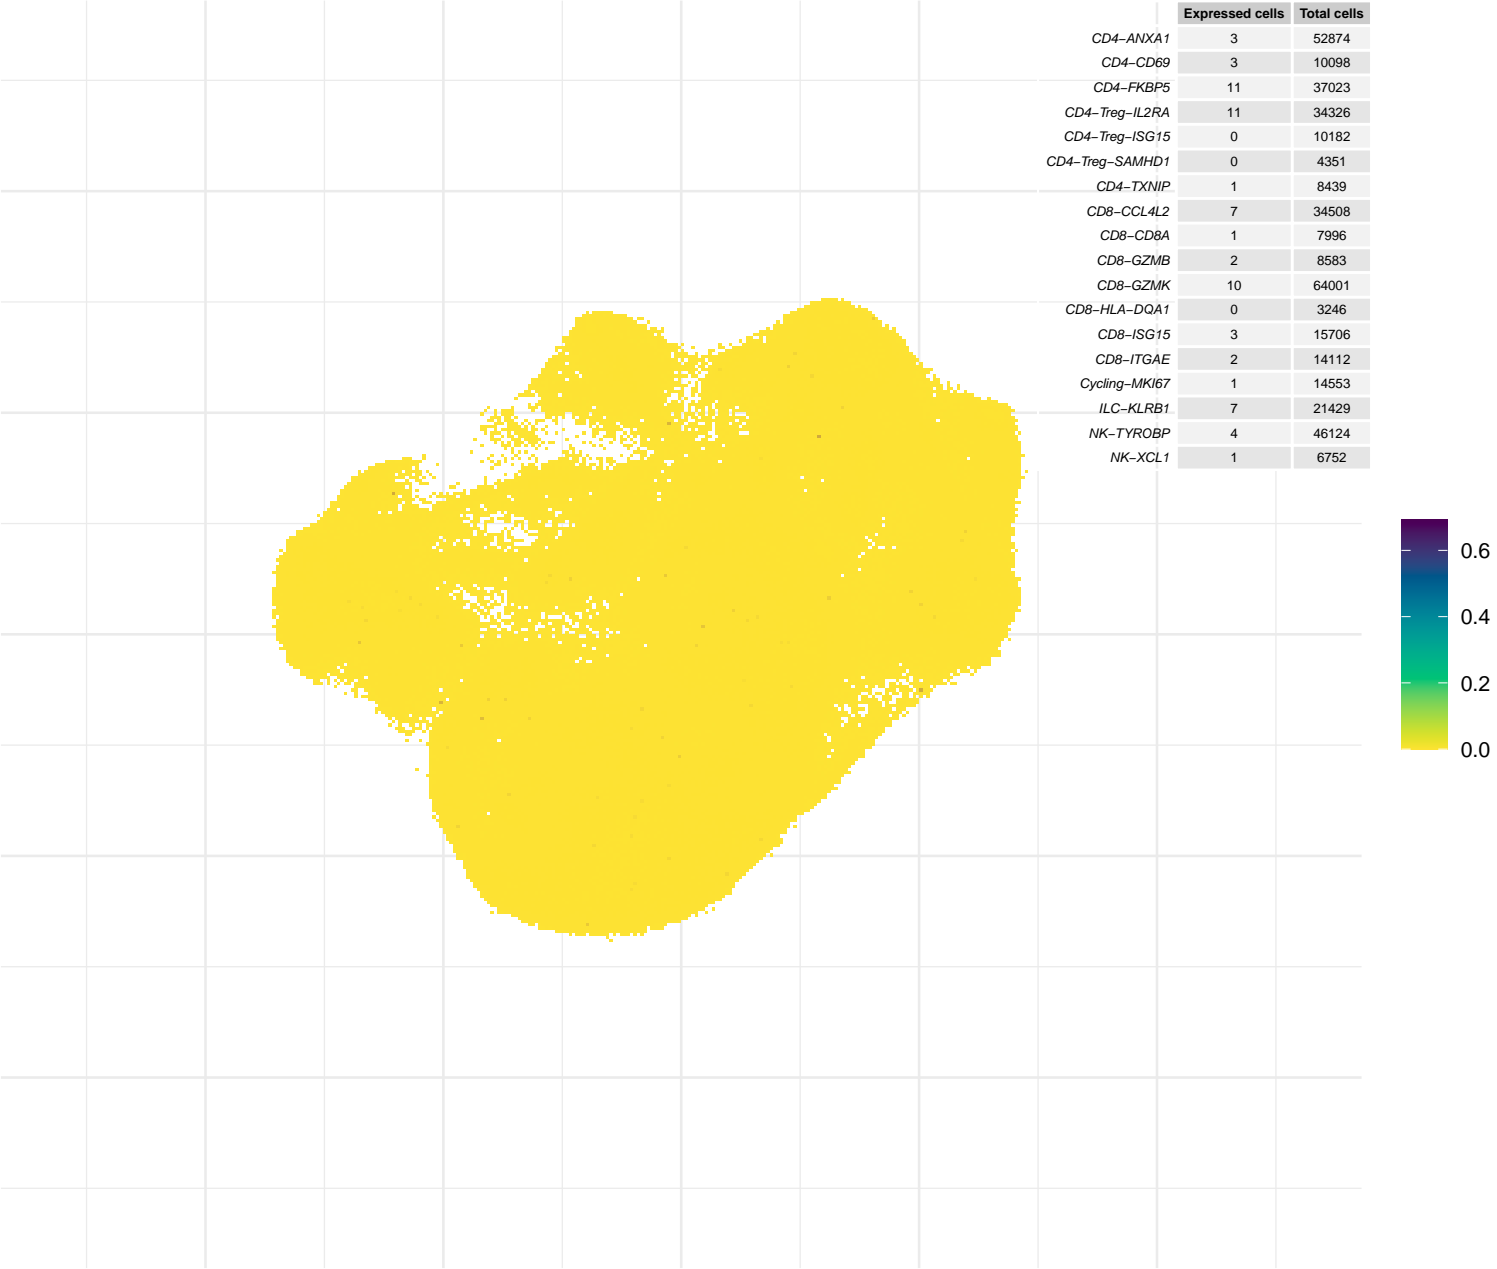 Expressed cells Total cells
CD4−ANXA1 3 52874
CD4−CD69 3 10098
CD4−FKBP5 11 37023
CD4−Treg−IL2RA 11 34326
CD4−Treg−ISG15 0 10182
CD4−Treg−SAMHD1 0 4351
CD4−TXNIP 1 8439
CD8−CCL4L2 7 34508
CD8−CD8A 1 7996
CD8−GZMB 2 8583
CD8−GZMK 10 64001
CD8−HLA−DQA1 0 3246
CD8−ISG15 3 15706
CD8−ITGAE 2 14112
Cycling−MKI67 1 14553
ILC−KLRB1 7 21429
NK−TYROBP 4 46124
NK−XCL1 1 6752
0.6
0.4
0.2
0.0